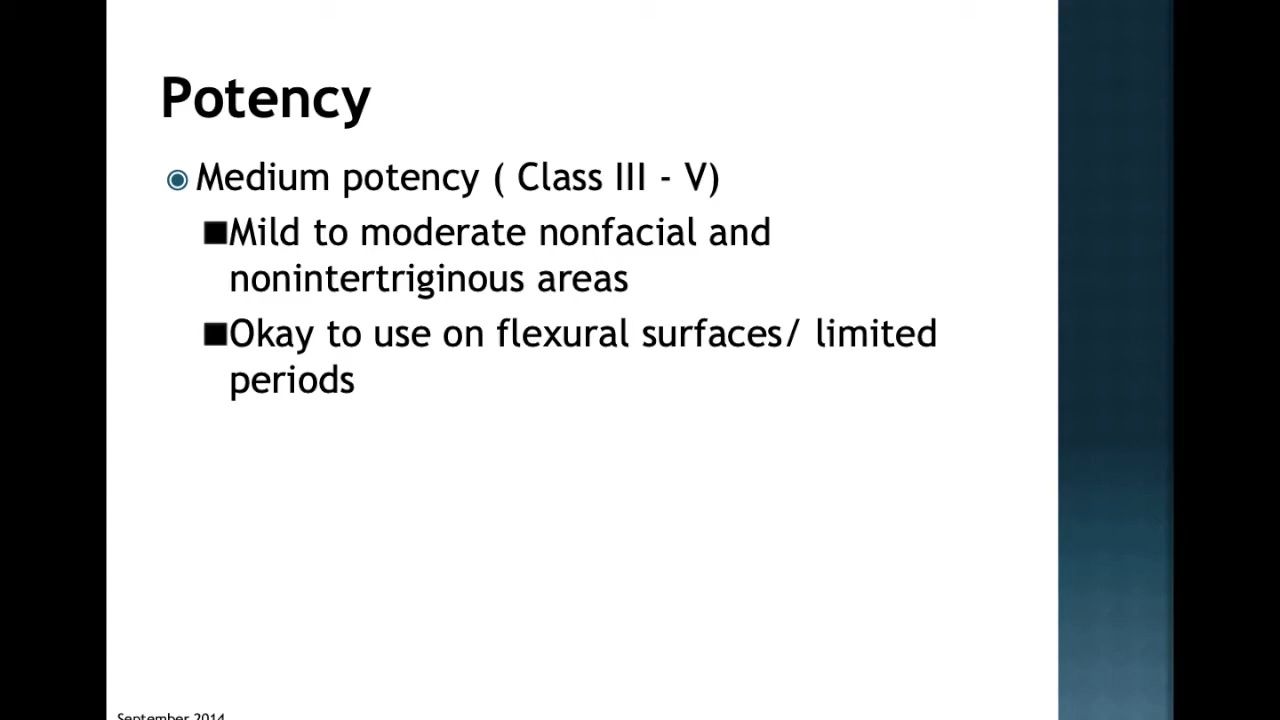 Potency
Medium potency ( Class III - V)
Mild to moderate nonfacial and
nonintertriginous areas
Okay to use on flexural surfaces/ limited
periods
September 2014